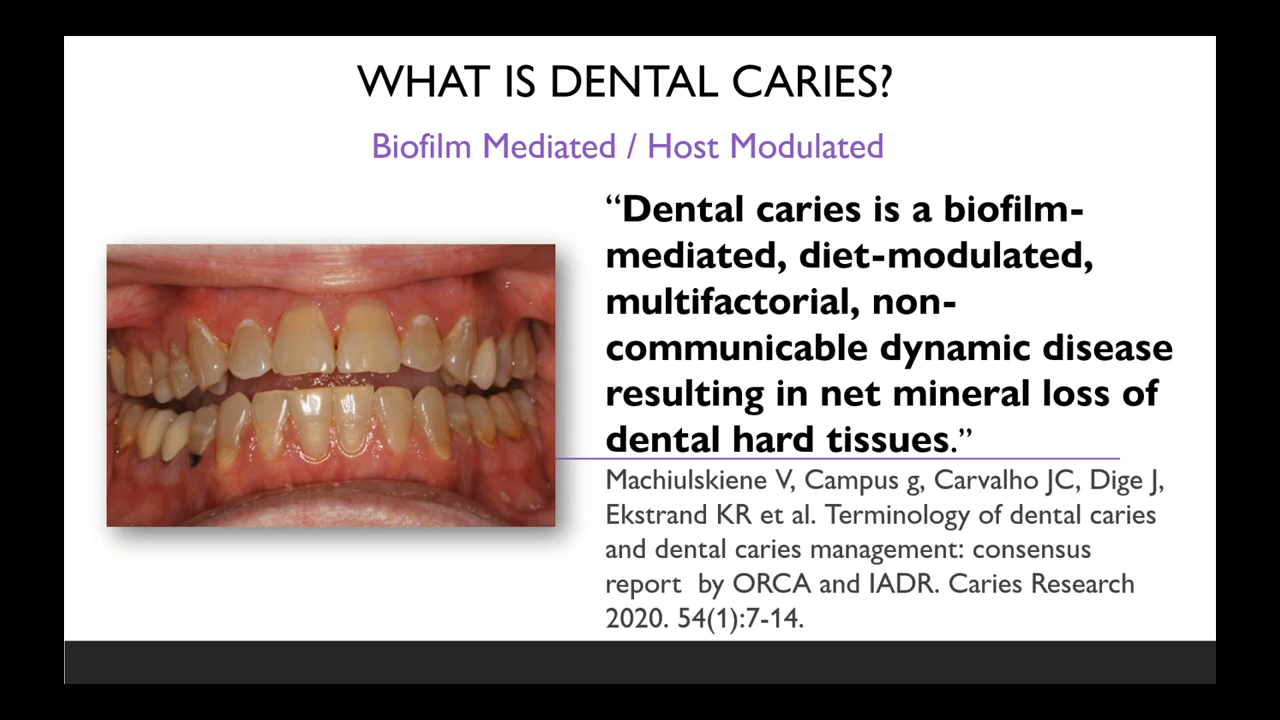 WHAT IS DENTAL CARIES?
Biofilm Mediated / Host Modulated
“Dental caries is a biofilm-
mediated, diet-modulated,
multifactorial, non-
communicable dynamic disease
resulting in net mineral loss of
dental hard tissues.”
Machiulskiene V, Campus g, Carvalho JC, Dige J,
Ekstrand KR et al. Terminology of dental caries
and dental caries management: consensus
report  by ORCA and IADR. Caries Research
2020. 54(1):7-14.